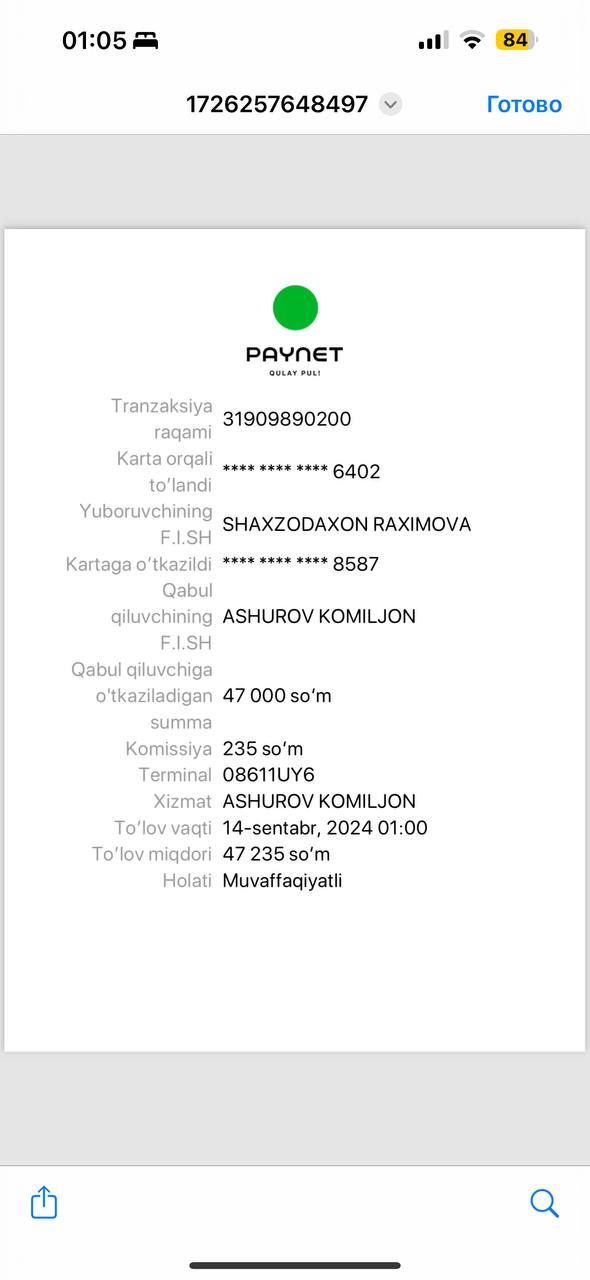 01:05
84
1726257648497
Готово
PAYNET
QULAY PUL!
Tranzaksiya
raqami
31909890200
Karta orqali
to‘landi
**** **** **** 6402
Yuboruvchining
F.I.SH
SHAXZODAXON RAXIMOVA
Kartaga o‘tkazildi
**** **** **** 8587
Qabul
qiluvchining
F.I.SH
ASHUROV KOMILJON
Qabul qiluvchiga
o'tkaziladigan
summa
47 000 so‘m
Komissiya
235 so‘m
Terminal
08611UY6
Xizmat
ASHUROV KOMILJON
To‘lov vaqti
14-sentabr, 2024 01:00
To‘lov miqdori
47 235 so‘m
Holati
Muvaffaqiyatli